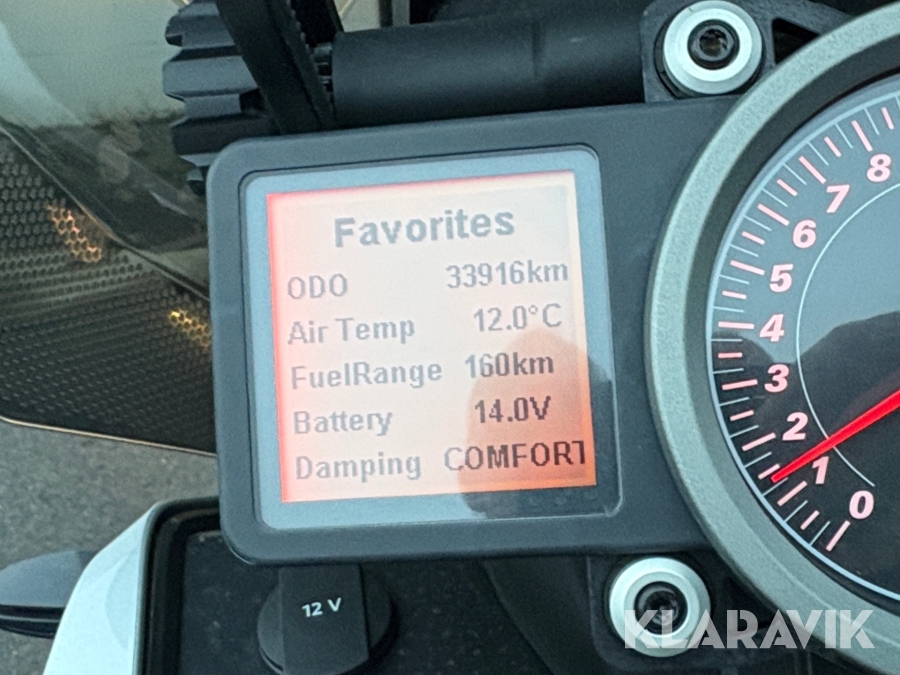 Favorites
ODO 33916km
Air Temp 12.0°C
FuelRange 160km
Battery 14.0V
Damping COMFORT
8
7
6
5
4
3
2
1
0
12 V
KLARAVIK